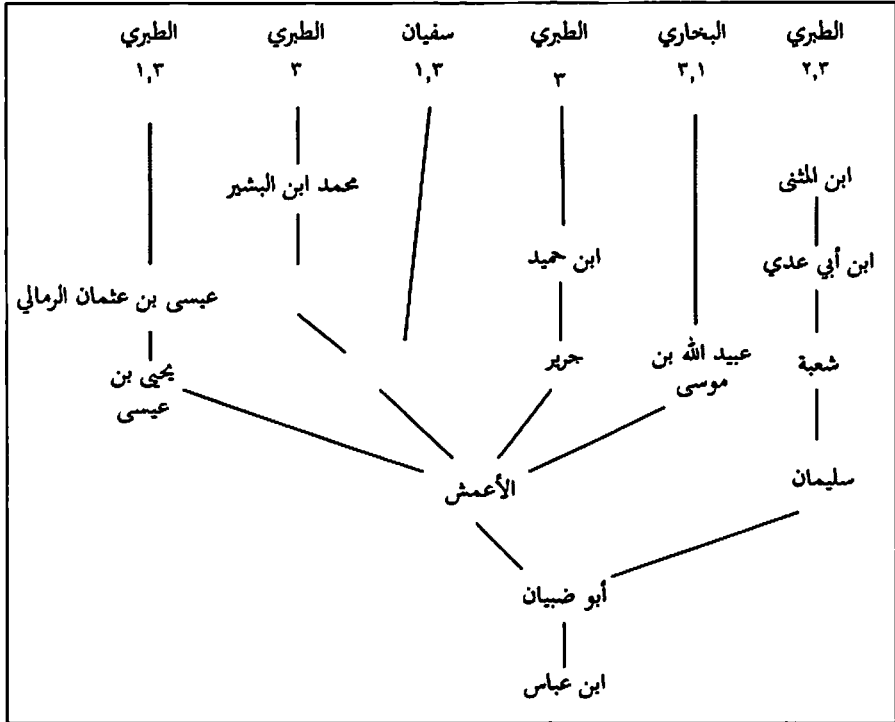 الطبري
البخاري
الطبري
سفيان
الطبري
الطبري
٢,٣
٣,١
٣
١,٣
٣
١,٣
ابن المثنى
محمد ابن البشير
ابن أبي عدي
ابن حميد
عيسى بن عثمان الرمالي
شعبة
عبيد الله بن
موسى
جرير
يحيى بن
عيسى
سليمان
الأعمش
أبو ضبيان
ابن عباس